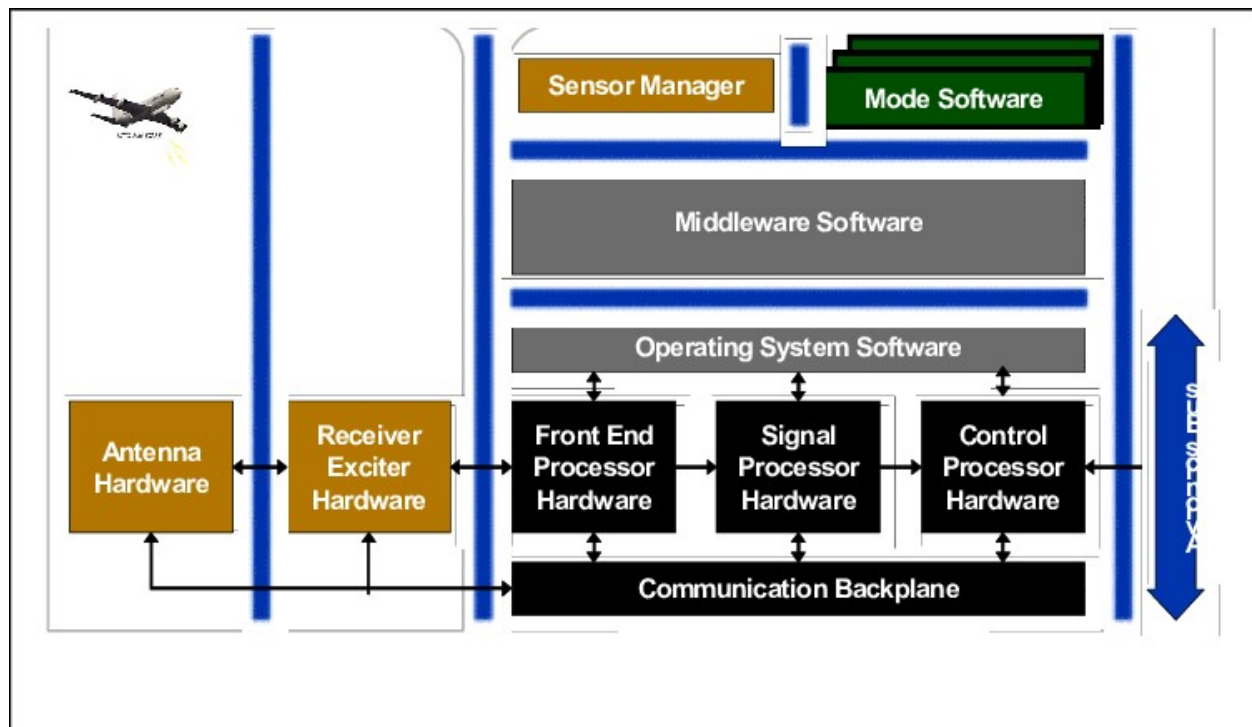 Sensor Manager
Mode Software
Middleware Software
Operating System Software
Antenna
Hardware
Receiver
Exciter
Hardware
Front End
Processor
Hardware
Signal
Processor
Hardware
Control
Processor
Hardware
Communication Backplane